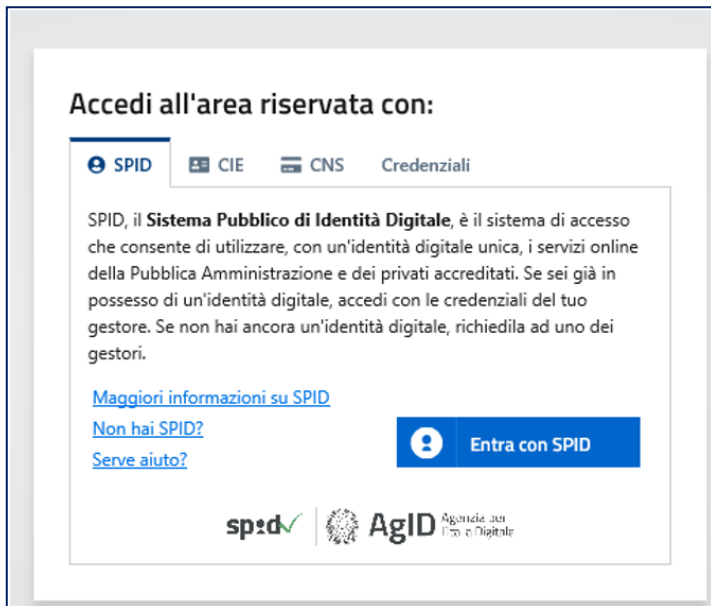 Accedi all'area riservata con:
SPID CIE CNS Credenziali
SPID, il Sistema Pubblico di Identità Digitale, è il sistema di accesso
che consente di utilizzare, con un'identità digitale unica, i servizi online
della Pubblica Amministrazione e dei privati accreditati. Se sei già in
possesso di un'identità digitale, accedi con le credenziali del tuo
gestore. Se non hai ancora un'identità digitale, richiedila ad uno dei
gestori.
Maggiori informazioni su SPID
Non hai SPID?
Entra con SPID
Serve aiuto?
spid AgID Agenzia per
Digitale